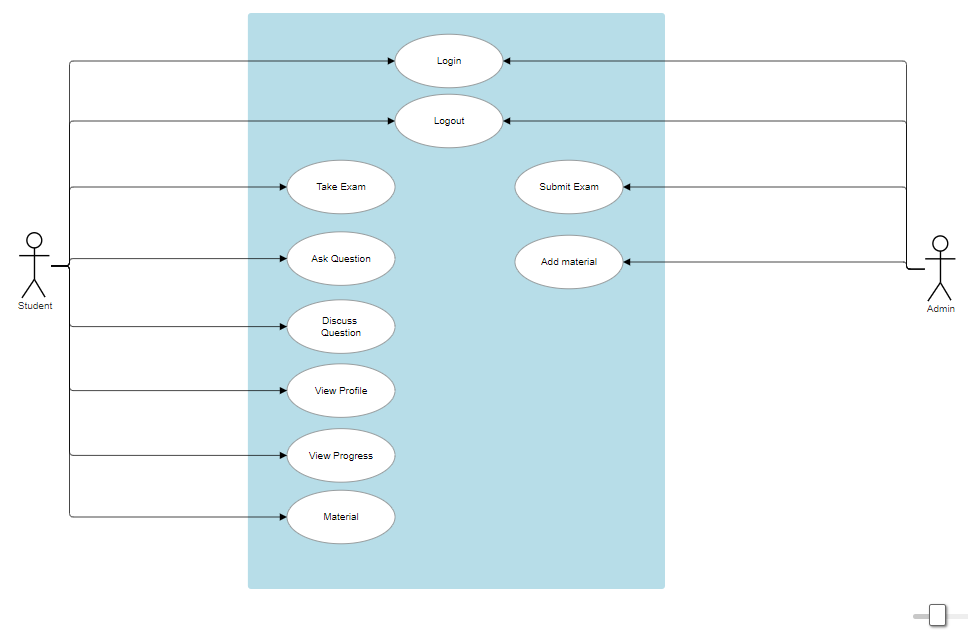 Login
Logout
Take Exam
Submit Exam
Ask Question
Add material
Student
Admin
Discuss
Question
View Profile
View Progress
Material